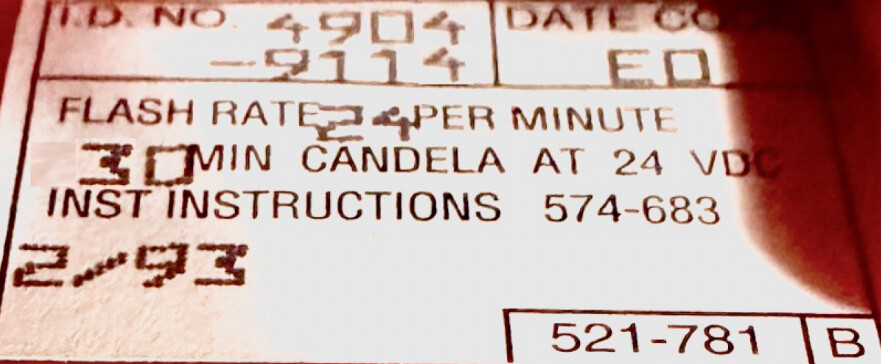 I.D. NO. 4904 DATE CODE
-9114 ED
FLASH RATE 24 PER MINUTE
30 MIN CANDELA AT 24 VDC
INST INSTRUCTIONS 574-683
2/93
521-781 B